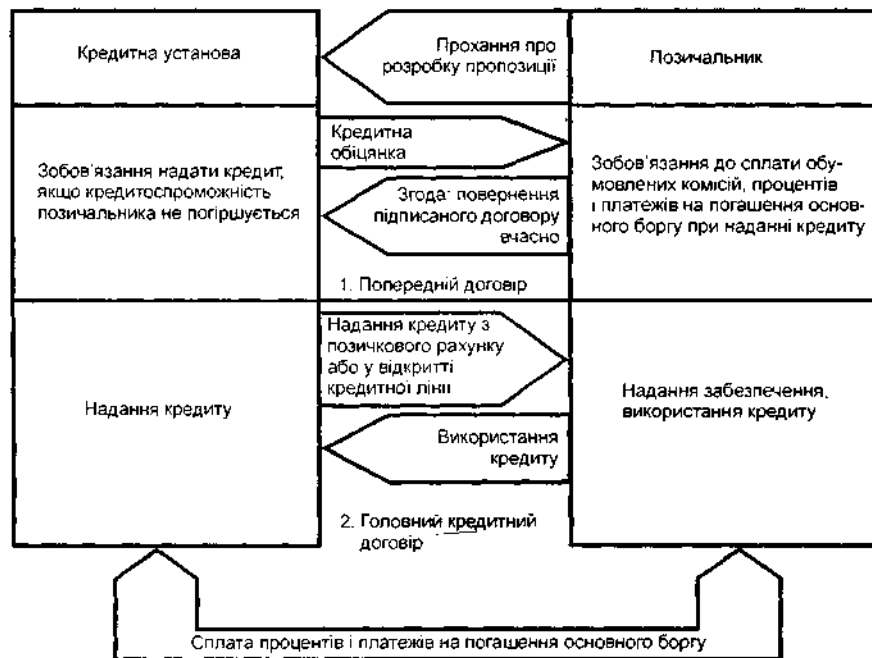 Кредитна установа
Прохання про
розробку пропозиції
Позичальник
Кредитна
обіцянка
Зобов'язання надати кредит,
якщо кредитоспроможність
позичальника не погіршується
Згода: повернення
підписаного договору
вчасно
Зобов'язання до сплати обу-
мовлених комісій, процентів
і платежів на погашення основ-
ного боргу при наданні кредиту
1. Попередній договір
Надання кредиту з
позичкового рахунку
або у відкритті
кредитної лінії
Надання кредиту
Надання забезпечення,
використання кредиту
Використання
кредиту
2. Головний кредитний
договір
Сплата процентів і платежів на погашення основного боргу